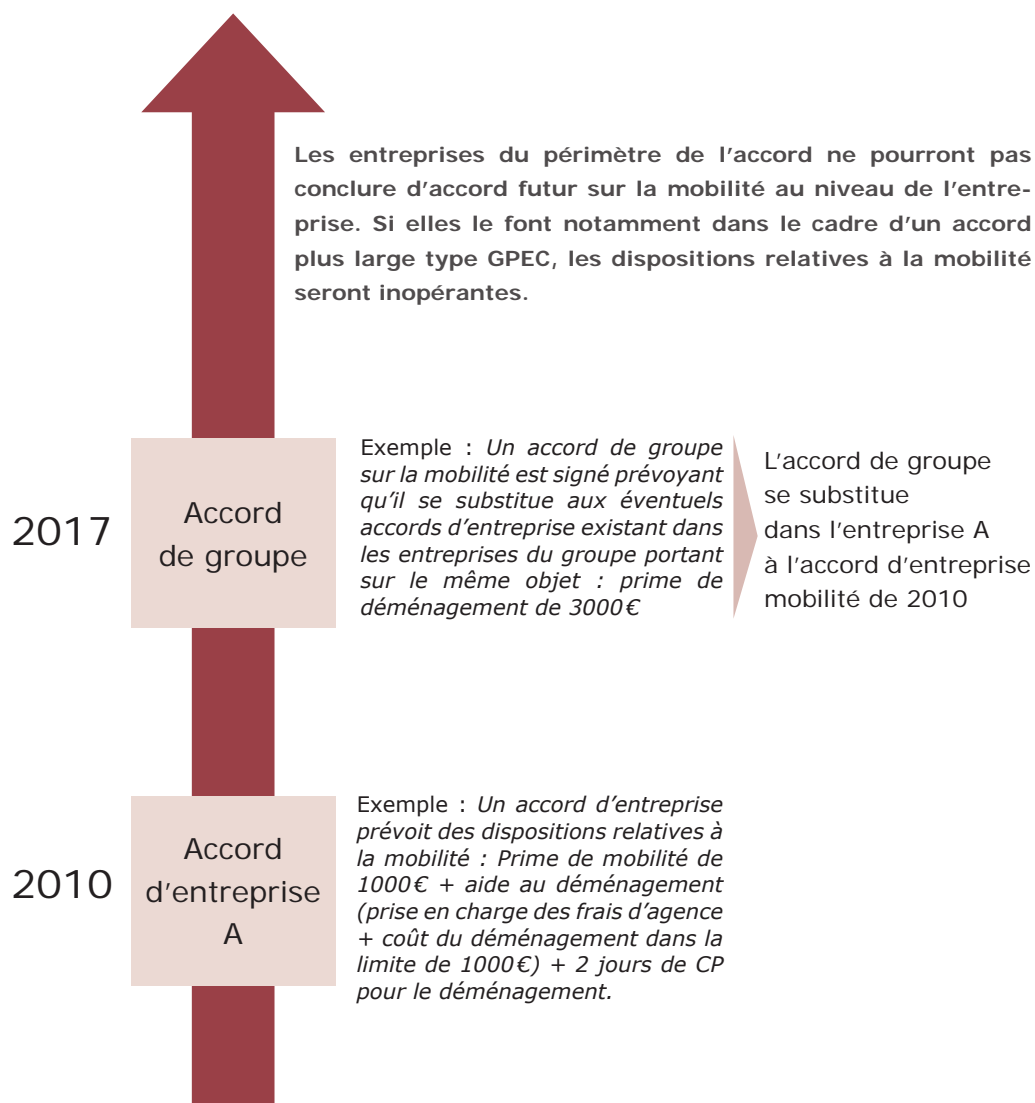 Les entreprises du périmètre de l'accord ne pourront pas
conclure d'accord futur sur la mobilité au niveau de l'entre-
prise. Si elles le font notamment dans le cadre d'un accord
plus large type GPEC, les dispositions relatives à la mobilité
seront inopérantes.
2017
Accord
de groupe
Exemple : Un accord de groupe
sur la mobilité est signé prévoyant
qu'il se substitue aux éventuels
accords d'entreprise existant dans
les entreprises du groupe portant
sur le même objet : prime de
déménagement de 3000 €
L'accord de groupe
se substitue
dans l'entreprise A
à l'accord d'entreprise
mobilité de 2010
2010
Accord
d'entreprise
A
Exemple : Un accord d'entreprise
prévoit des dispositions relatives à
la mobilité : Prime de mobilité de
1000 € + aide au déménagement
(prise en charge des frais d'agence
+ coût du déménagement dans la
limite de 1000 €) + 2 jours de CP
pour le déménagement.